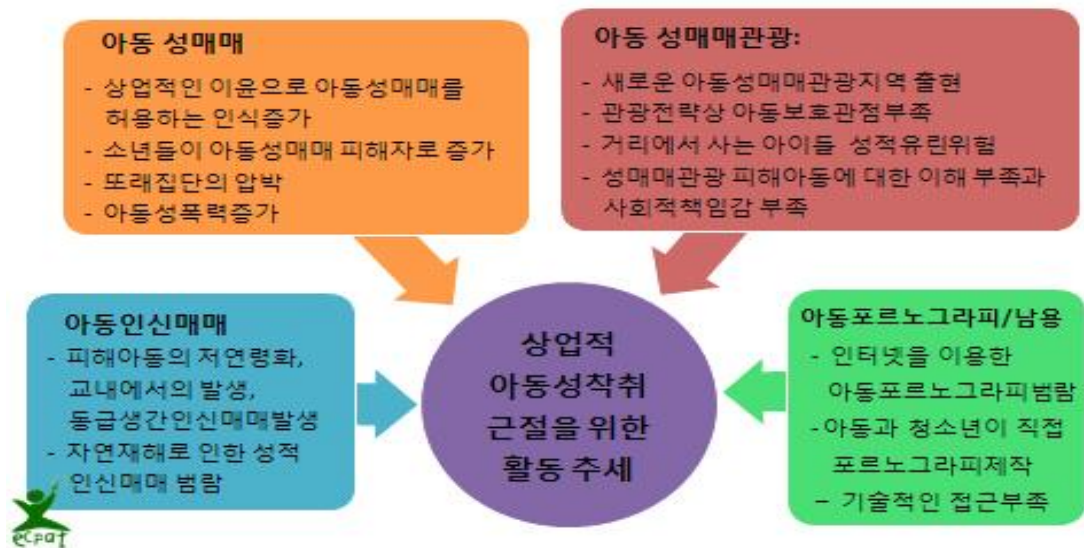 아동 성매매
- 상업적인 이윤으로 아동성매매를
허용하는 인식증가
- 소년들이 아동성매매 피해자로 증가
- 또래집단의 압박
- 아동성폭력증가
아동 성매매관광:
- 새로운 아동성매매관광지역 출현
- 관광전략상 아동보호관점부족
- 거리에서 사는 아이들 성적유린위험
- 성매매관광 피해아동에 대한 이해 부족과
사회적책임감 부족
아동인신매매
- 피해아동의 저연령화,
교내에서의 발생,
동급생간인신매매발생
- 자연재해로 인한 성적
인신매매 범람
상업적
아동성착취
근절을 위한
활동 추세
아동포르노그라피/남용
- 인터넷을 이용한
아동포르노그라피범람
-아동과 청소년이 직접
포르노그라피제작
– 기술적인 접근부족
ecpat